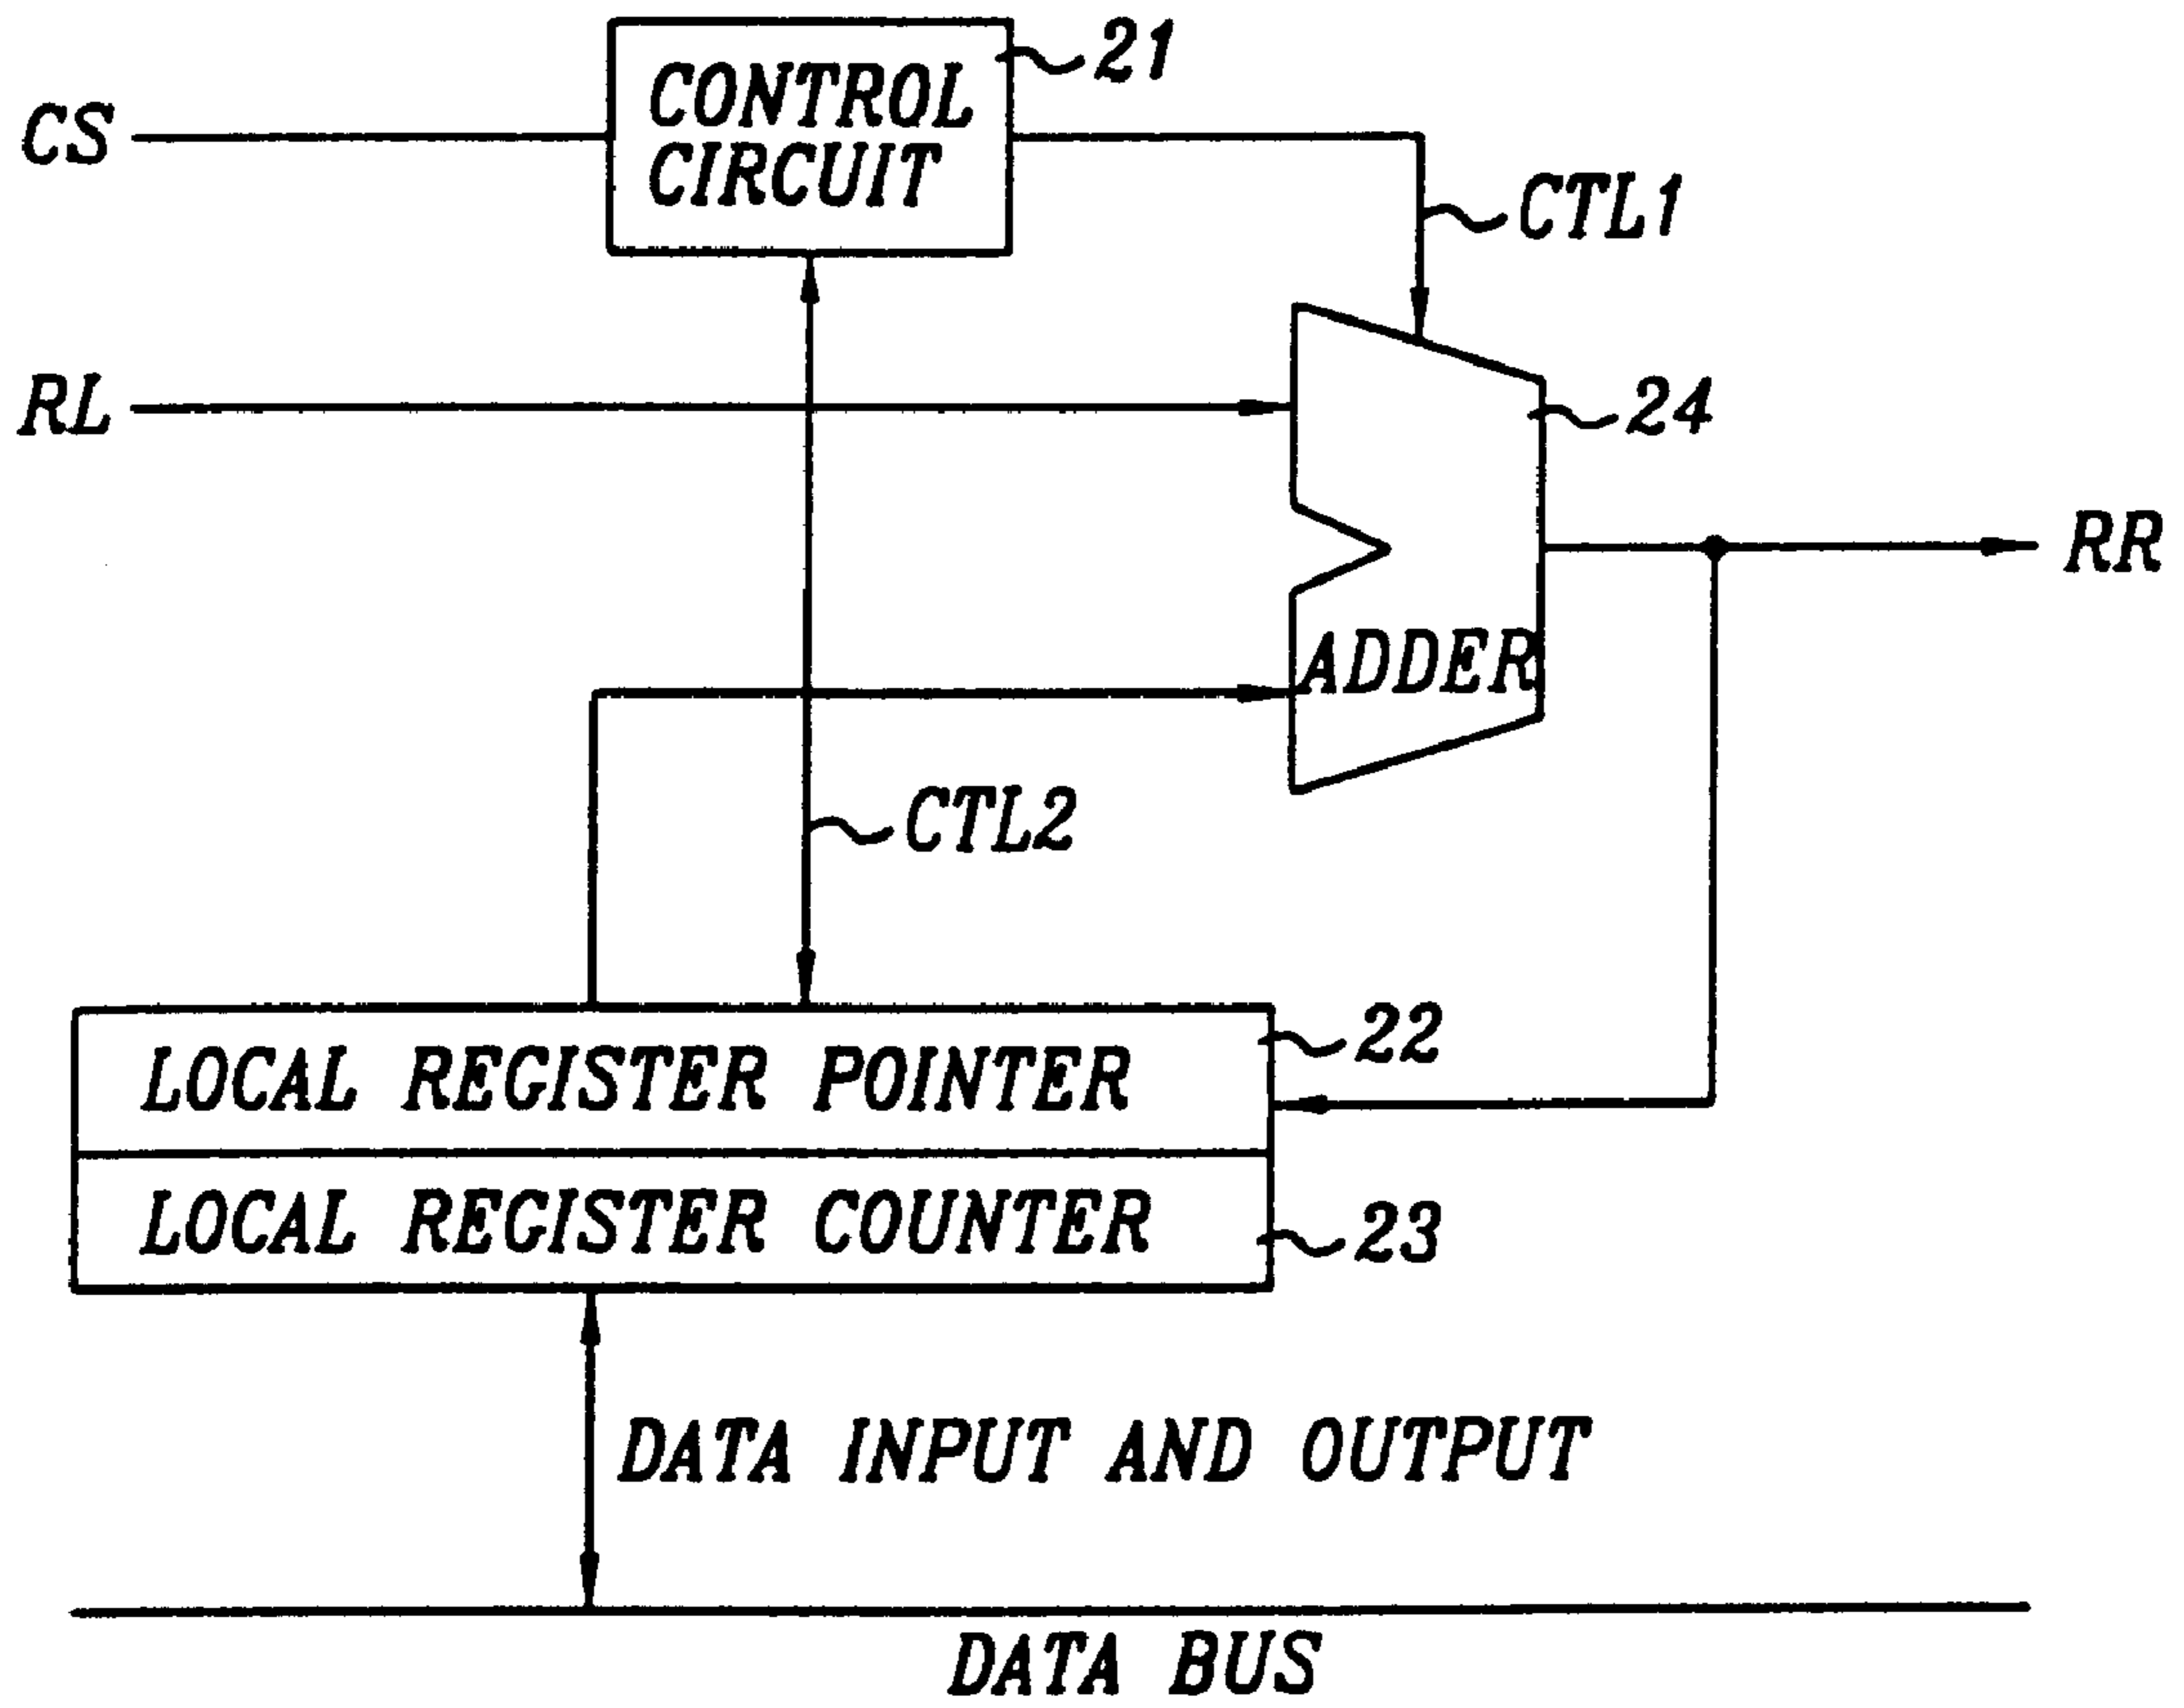 21
CONTROL
CIRCUIT
CS
CTL1
RL
24
RR
ADDER
CTL2
22
LOCAL REGISTER POINTER
LOCAL REGISTER COUNTER
23
DATA INPUT AND OUTPUT
DATA BUS